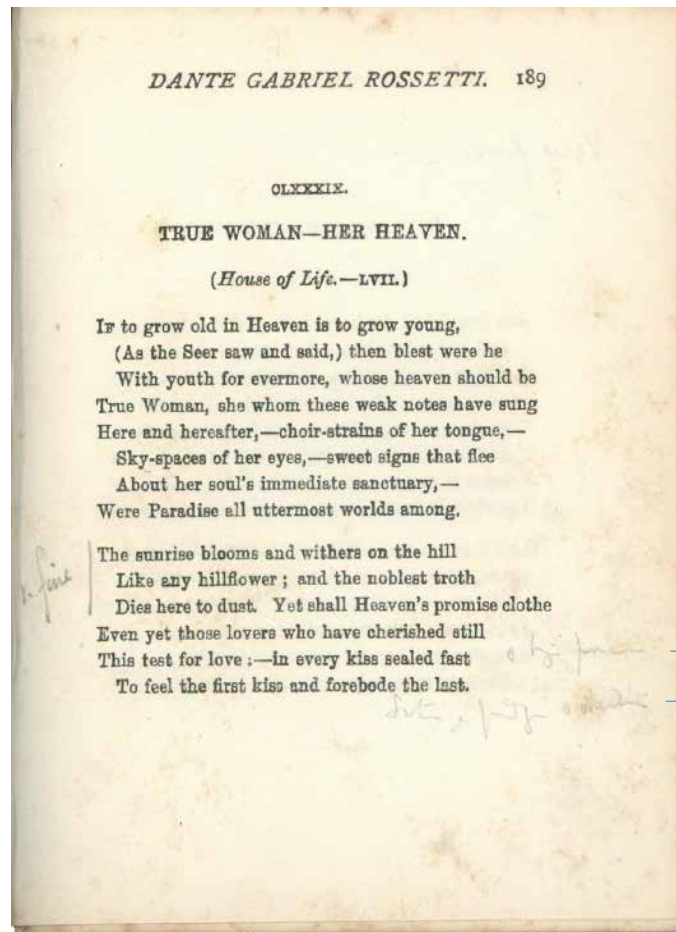 DANTE GABRIEL ROSSETTI. 189
CLXXXIX.
TRUE WOMAN—HER HEAVEN.
(House of Life.—LVII.)
IF to grow old in Heaven is to grow young,
(As the Seer saw and said,) then blest were he
With youth for evermore, whose heaven should be
True Woman, she whom these weak notes have sung
Here and hereafter,—choir-strains of her tongue,—
Sky-spaces of her eyes,—sweet signs that flee
About her soul's immediate sanctuary,—
Were Paradise all uttermost worlds among.
The sunrise blooms and withers on the hill
Like any hillflower; and the noblest troth
Dies here to dust. Yet shall Heaven's promise clothe
Even yet those lovers who have cherished still
This test for love:—in every kiss sealed fast
To feel the first kiss and forebode the last.
fine